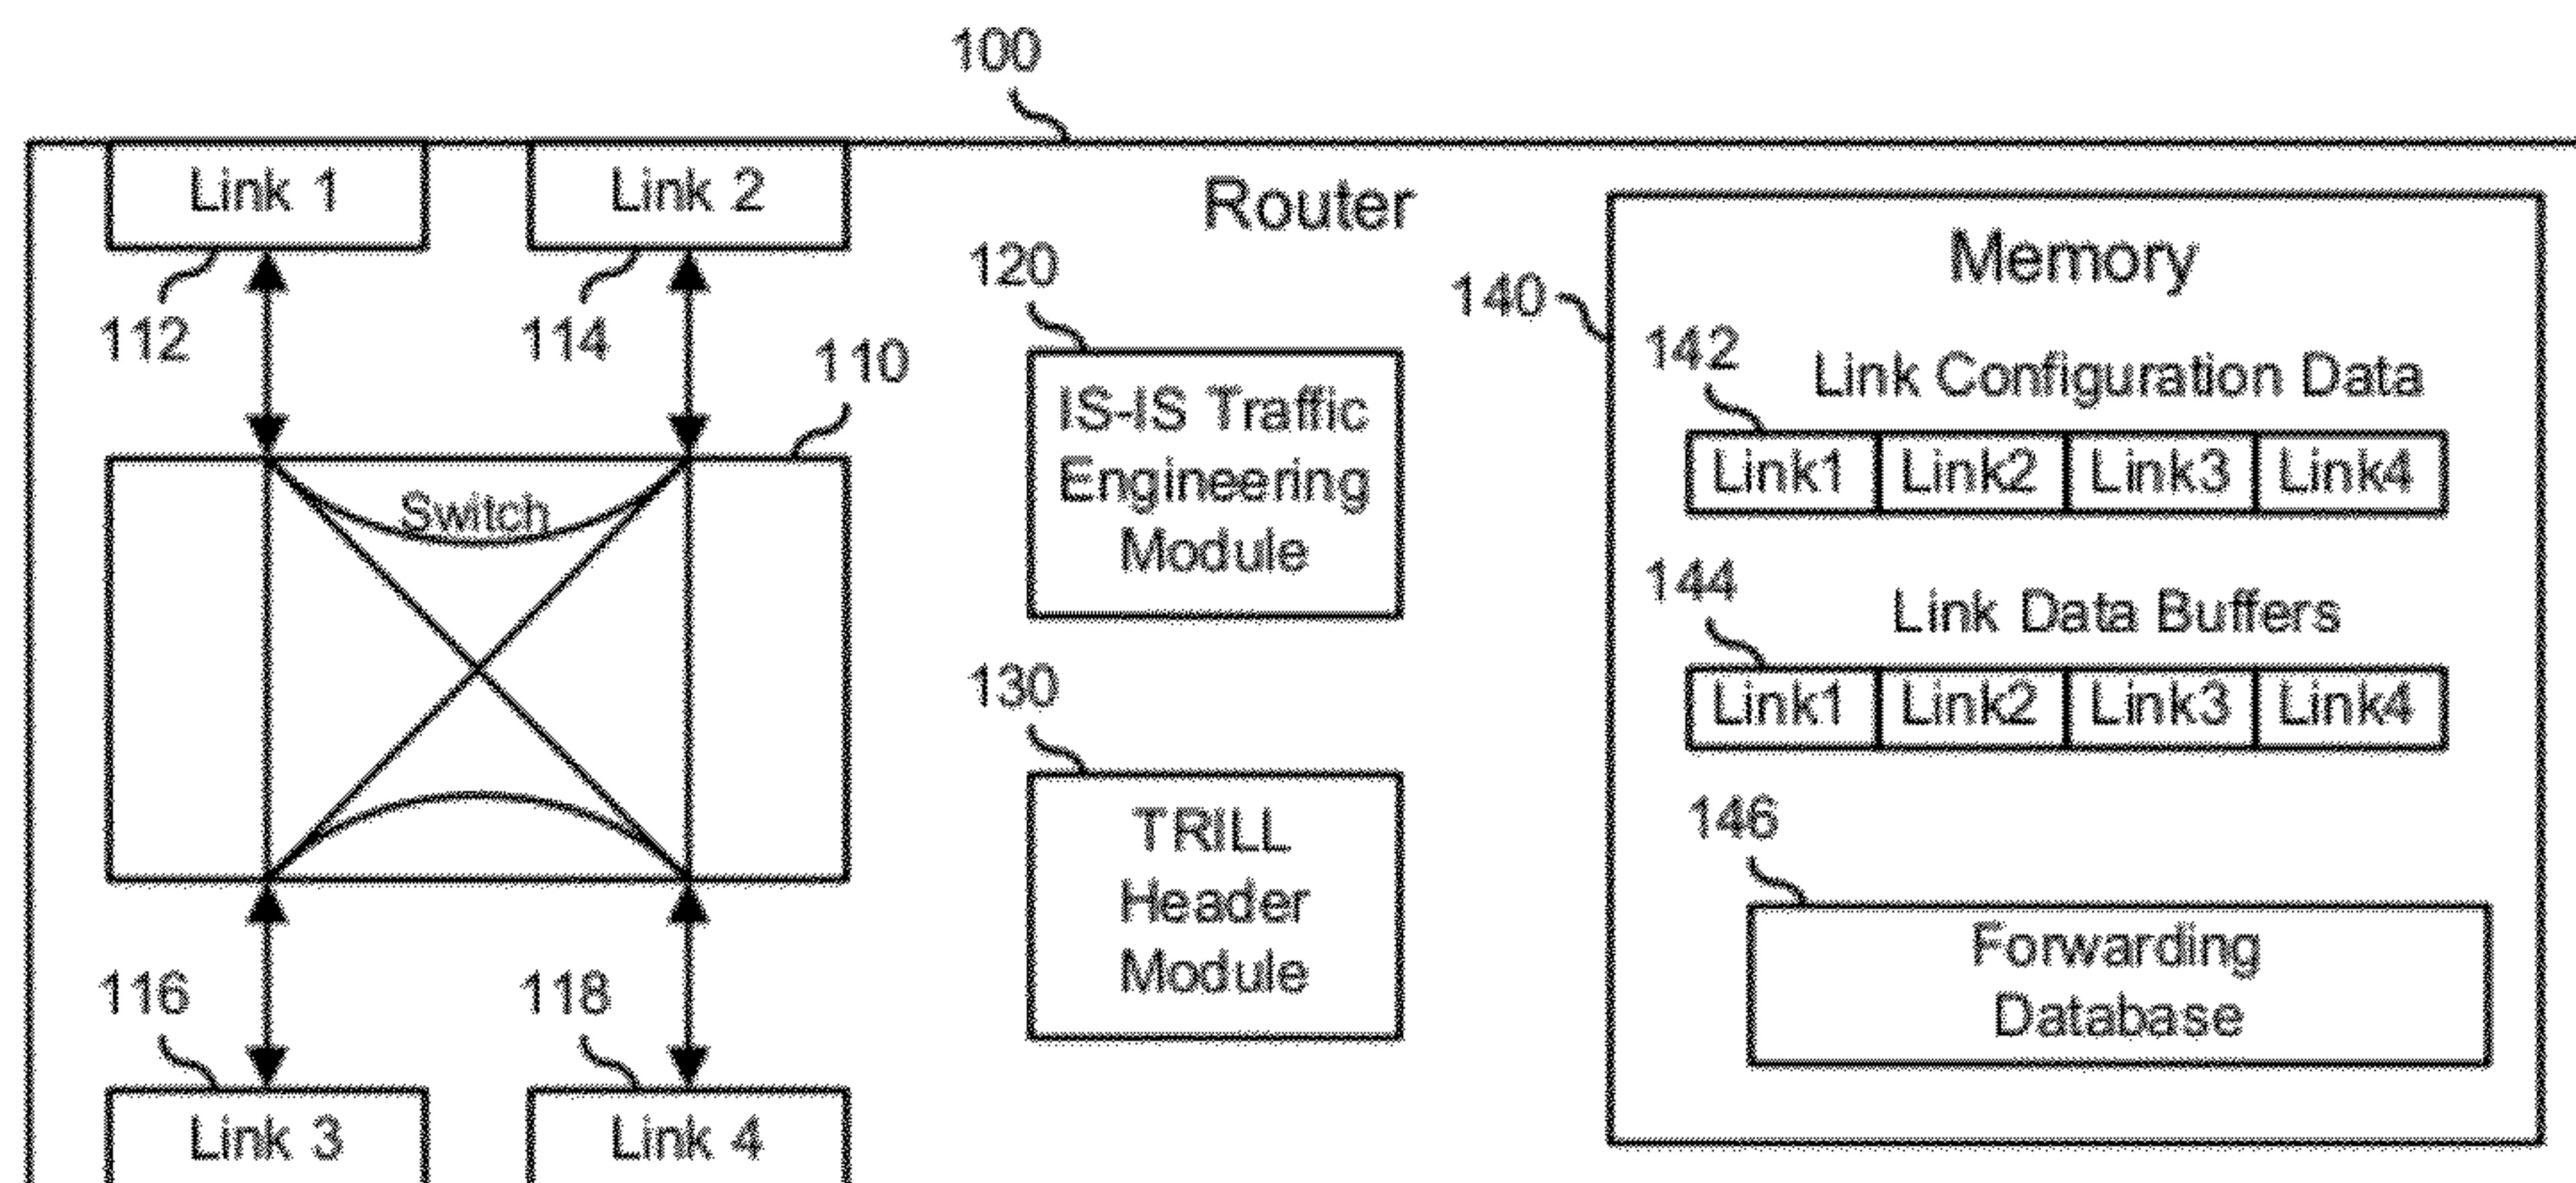 100
Link 1
Link 2
Router
112
114
110
Switch
120
IS-IS Traffic
Engineering
Module
130
TRILL
Header
Module
116
118
Link 3
Link 4
140
Memory
142
Link Configuration Data
Link1 Link2 Link3 Link4
144
Link Data Buffers
Link1 Link2 Link3 Link4
146
Forwarding
Database